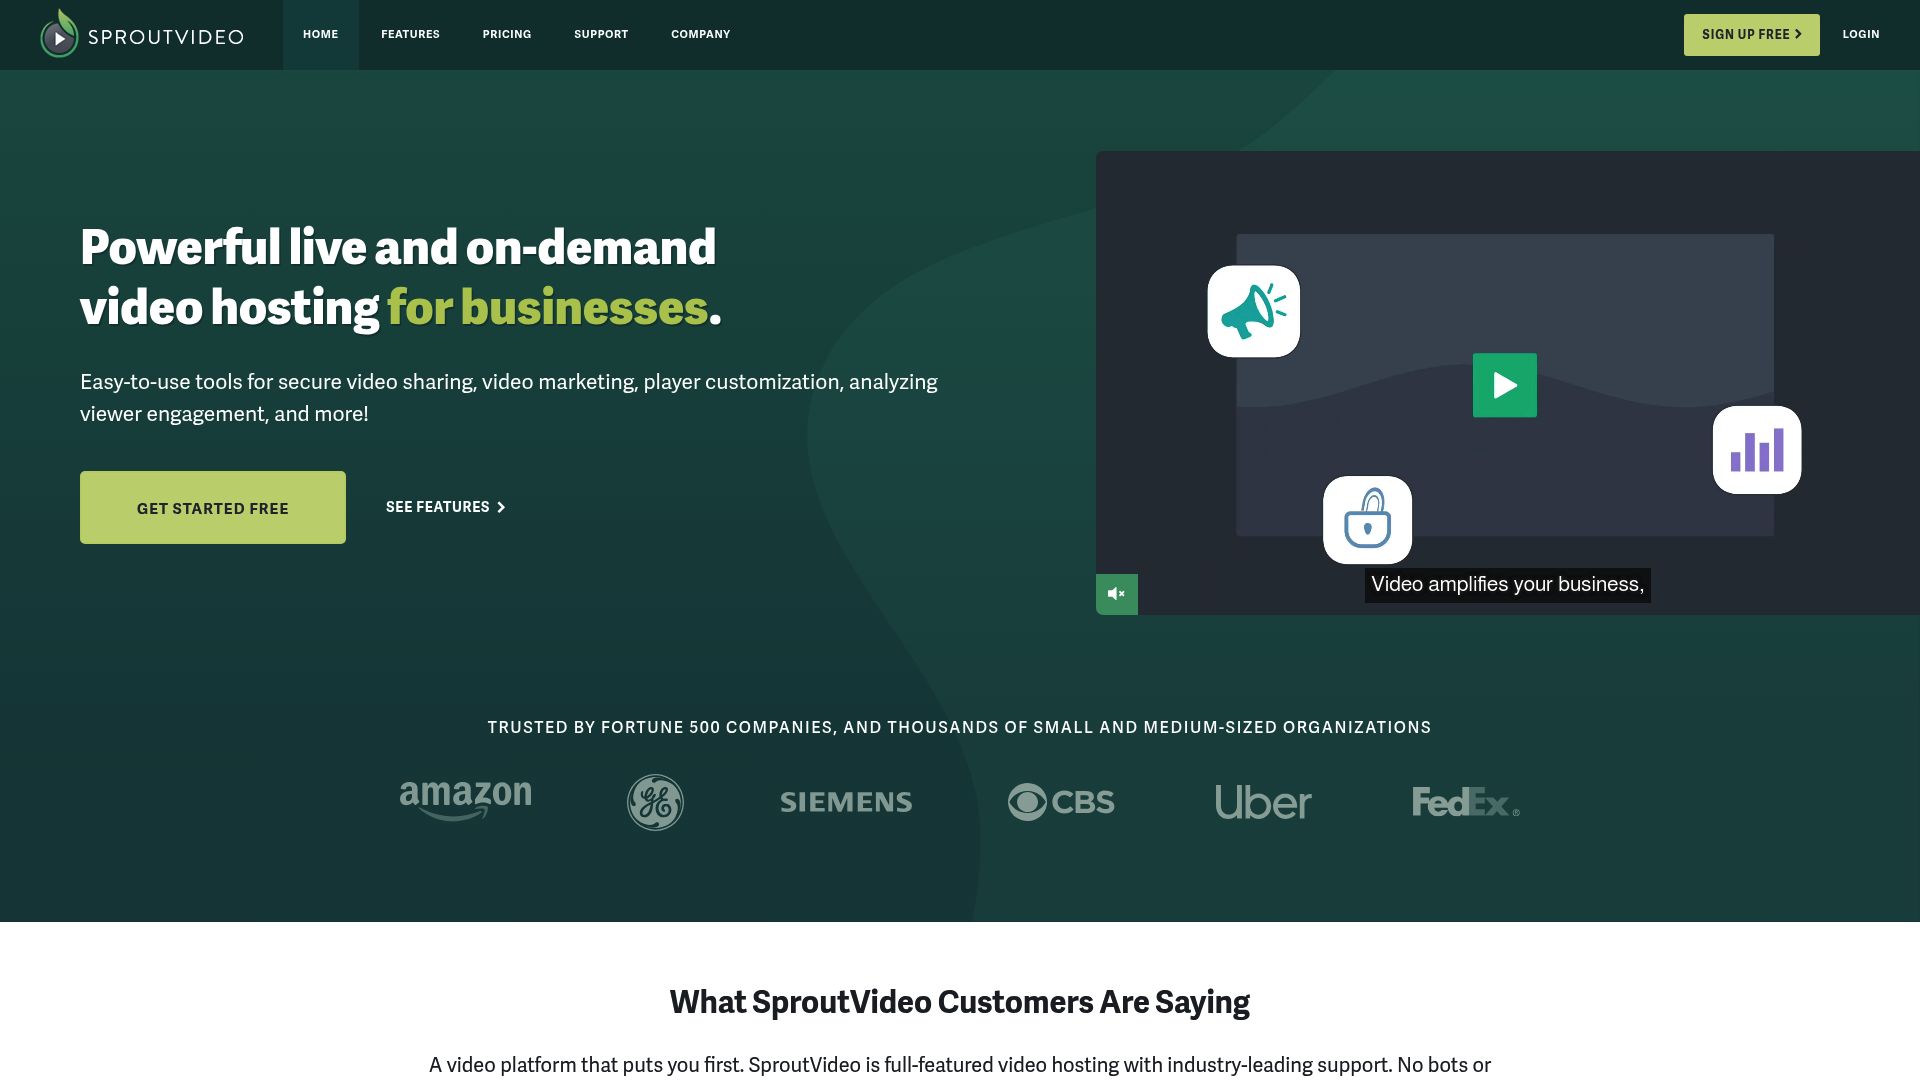 SPROUTVIDEO
HOME
FEATURES
PRICING
SUPPORT
COMPANY
SIGN UP FREE
LOGIN
Powerful live and on-demand
video hosting for businesses.
Easy-to-use tools for secure video sharing, video marketing, player customization, analyzing
viewer engagement, and more!
GET STARTED FREE
SEE FEATURES
Video amplifies your business,
TRUSTED BY FORTUNE 500 COMPANIES, AND THOUSANDS OF SMALL AND MEDIUM-SIZED ORGANIZATIONS
amazon
GE
SIEMENS
CBS
Uber
FedEx®
What SproutVideo Customers Are Saying
A video platform that puts you first. SproutVideo is full-featured video hosting with industry-leading support. No bots or